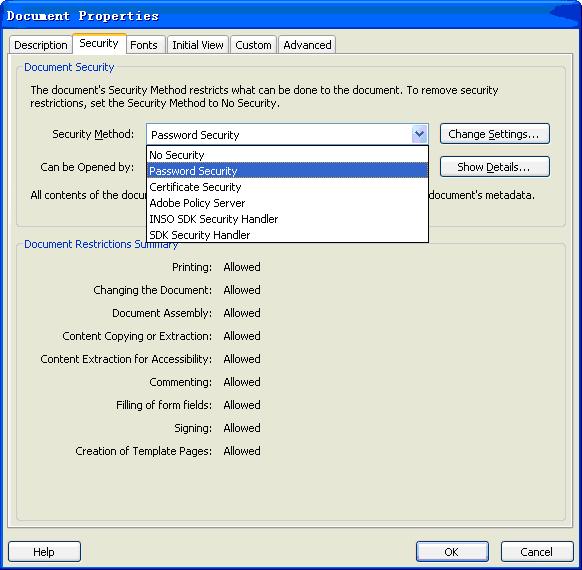 Document Properties
Description Security Fonts Initial View Custom Advanced
Document Security
The document's Security Method restricts what can be done to the document. To remove security
restrictions, set the Security Method to No Security.
Security Method: Password Security Change Settings...
No Security
Can be Opened by: Password Security Show Details...
Certificate Security
All contents of the docu Adobe Policy Server document's metadata.
INSO SDK Security Handler
SDK Security Handler
Document Restrictions Summary
Printing: Allowed
Changing the Document: Allowed
Document Assembly: Allowed
Content Copying or Extraction: Allowed
Content Extraction for Accessibility: Allowed
Commenting: Allowed
Filling of form fields: Allowed
Signing: Allowed
Creation of Template Pages: Allowed
Help OK Cancel